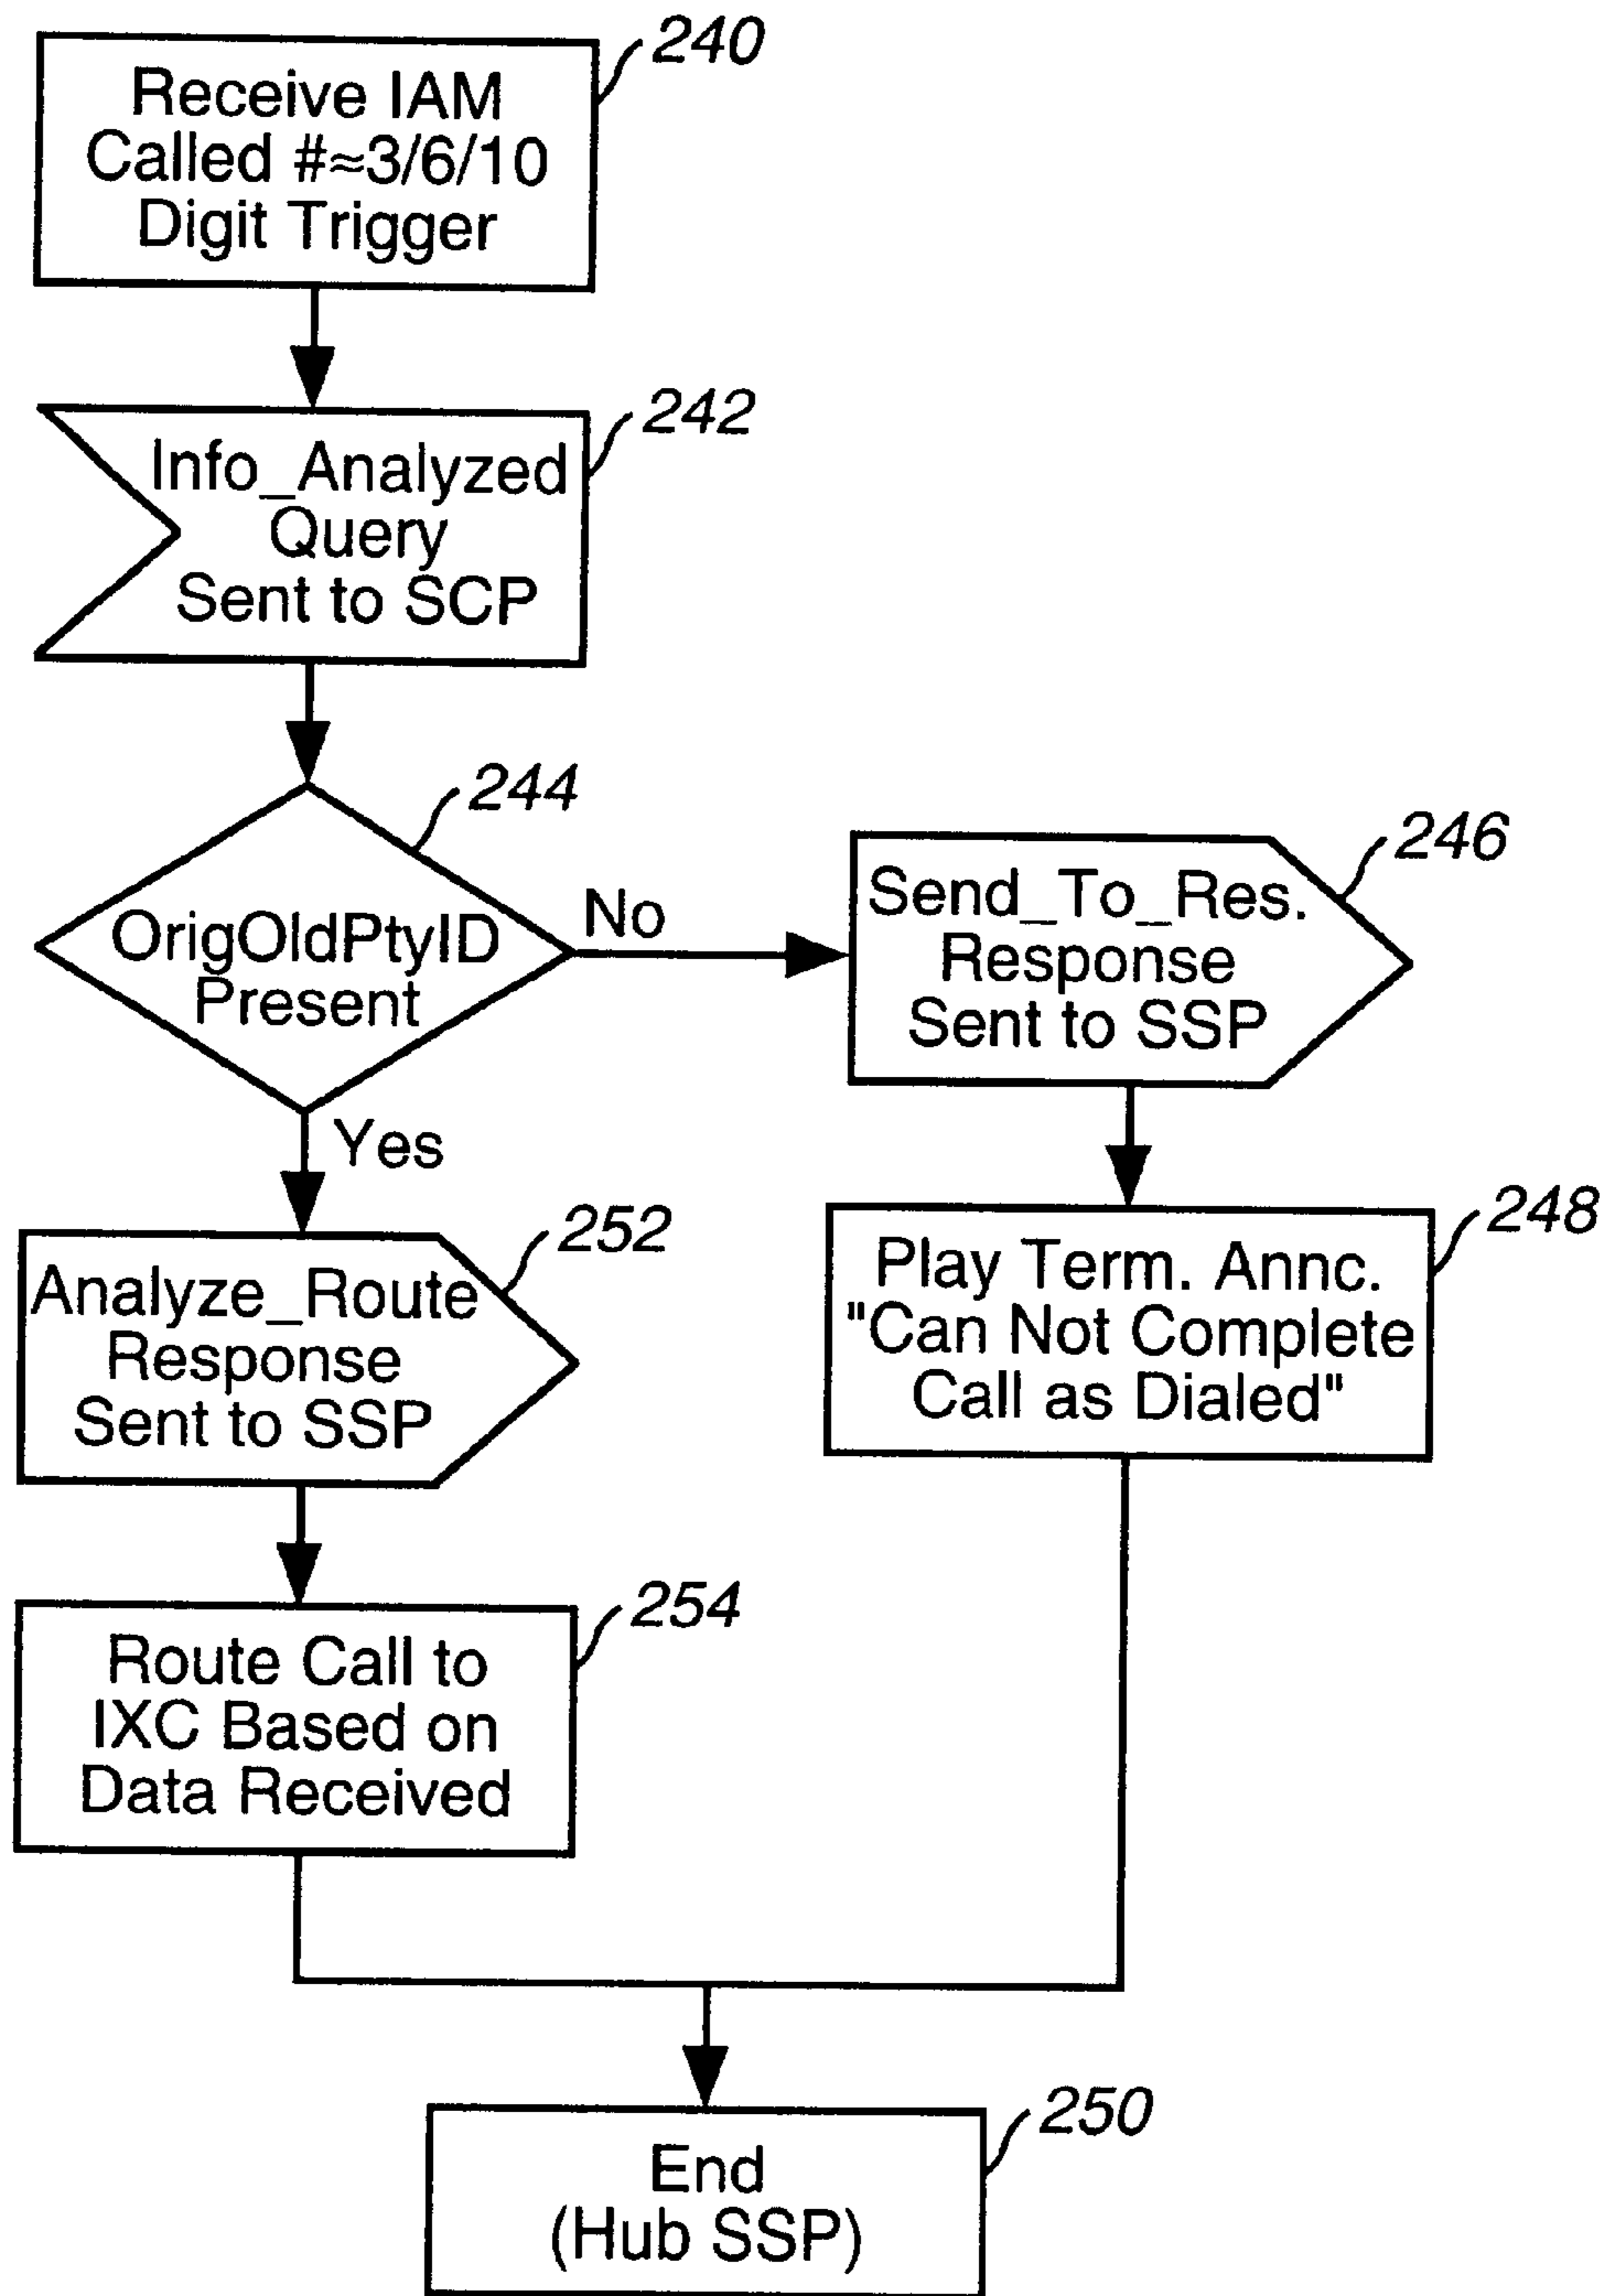 240
Receive IAM
Called #≈3/6/10
Digit Trigger
242
Info_Analyzed
Query
Sent to SCP
244
OrigOldPtyID
Present
No
246
Send_To_Res.
Response
Sent to SSP
Yes
248
Play Term. Annc.
"Can Not Complete
Call as Dialed"
252
Analyze_Route
Response
Sent to SSP
254
Route Call to
IXC Based on
Data Received
250
End
(Hub SSP)